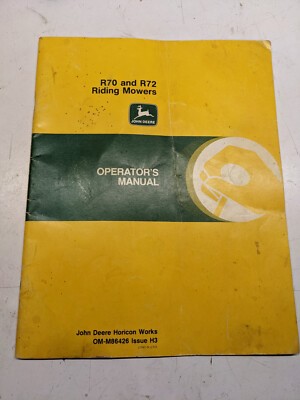 R70 and R72
Riding Mowers
JOHN DEERE
OPERATOR'S
MANUAL
John Deere Horicon Works
OM-M86426 Issue H3